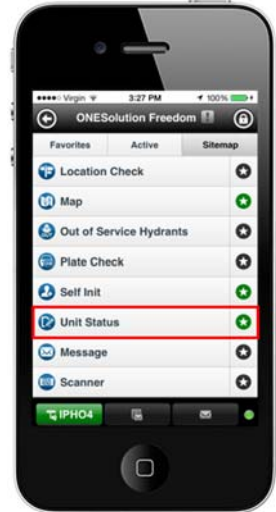 Virgin 3:27 PM 100%
ONESolution Freedom !
Favorites Active Sitemap
Location Check
Map
Out of Service Hydrants
Plate Check
Self Init
Unit Status
Message
Scanner
IPHO4